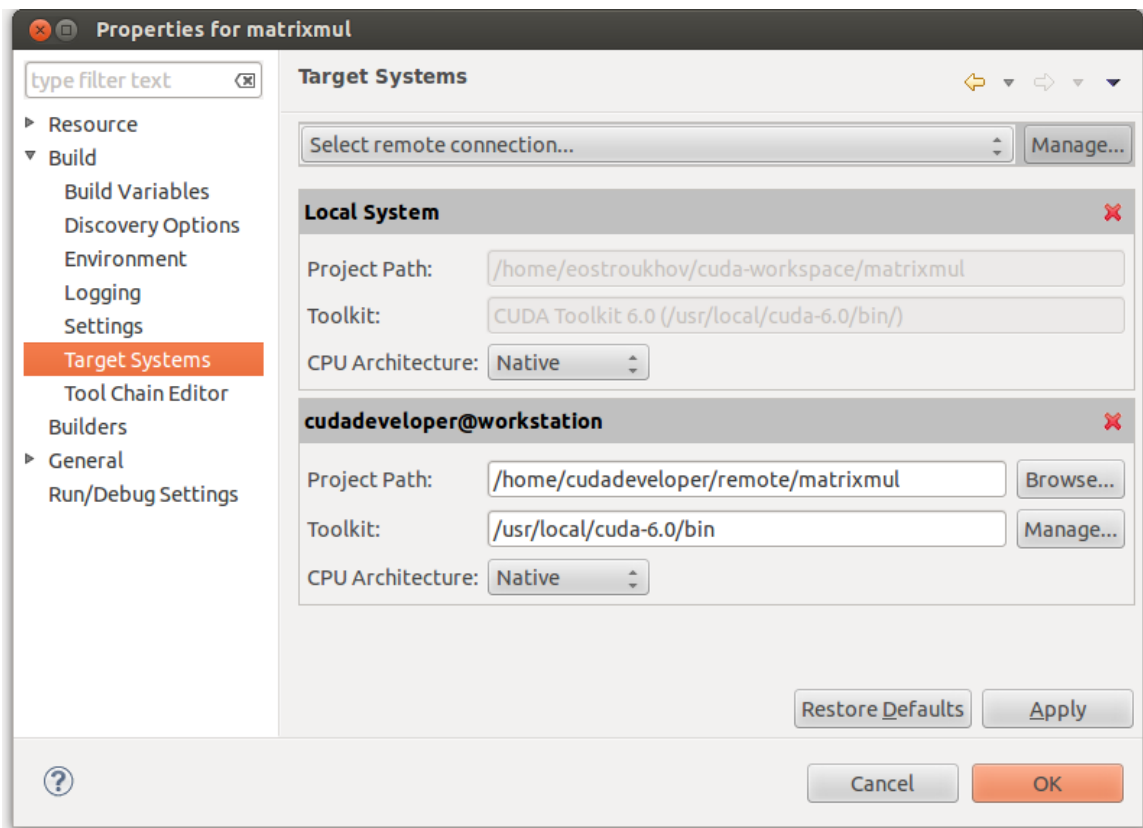 Properties for matrixmul
type filter text
Resource
Build
Build Variables
Discovery Options
Environment
Logging
Settings
Target Systems
Tool Chain Editor
Builders
General
Run/Debug Settings
Target Systems
Select remote connection...
Manage...
Local System
Project Path: /home/eostroukhov/cuda-workspace/matrixmul
Toolkit: CUDA Toolkit 6.0 (/usr/local/cuda-6.0/bin/)
CPU Architecture: Native
cudadeveloper@workstation
Project Path: /home/cudadeveloper/remote/matrixmul Browse...
Toolkit: /usr/local/cuda-6.0/bin Manage...
CPU Architecture: Native
Restore Defaults Apply
? Cancel OK